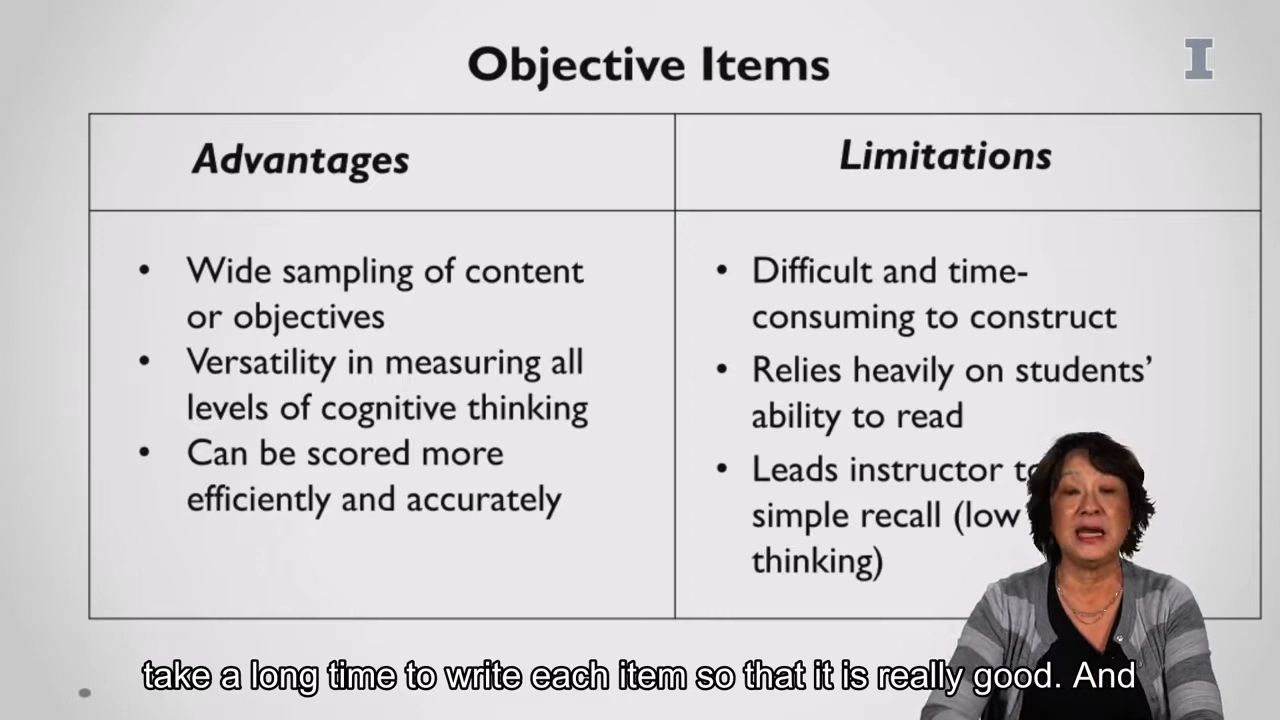 Objective Items
I
Advantages
Limitations
• Wide sampling of content
or objectives
• Versatility in measuring all
levels of cognitive thinking
• Can be scored more
efficiently and accurately
• Difficult and time-
consuming to construct
• Relies heavily on students’
ability to read
• Leads instructor
simple recall (low
thinking)
take a long time to write each item so that it is really good. And